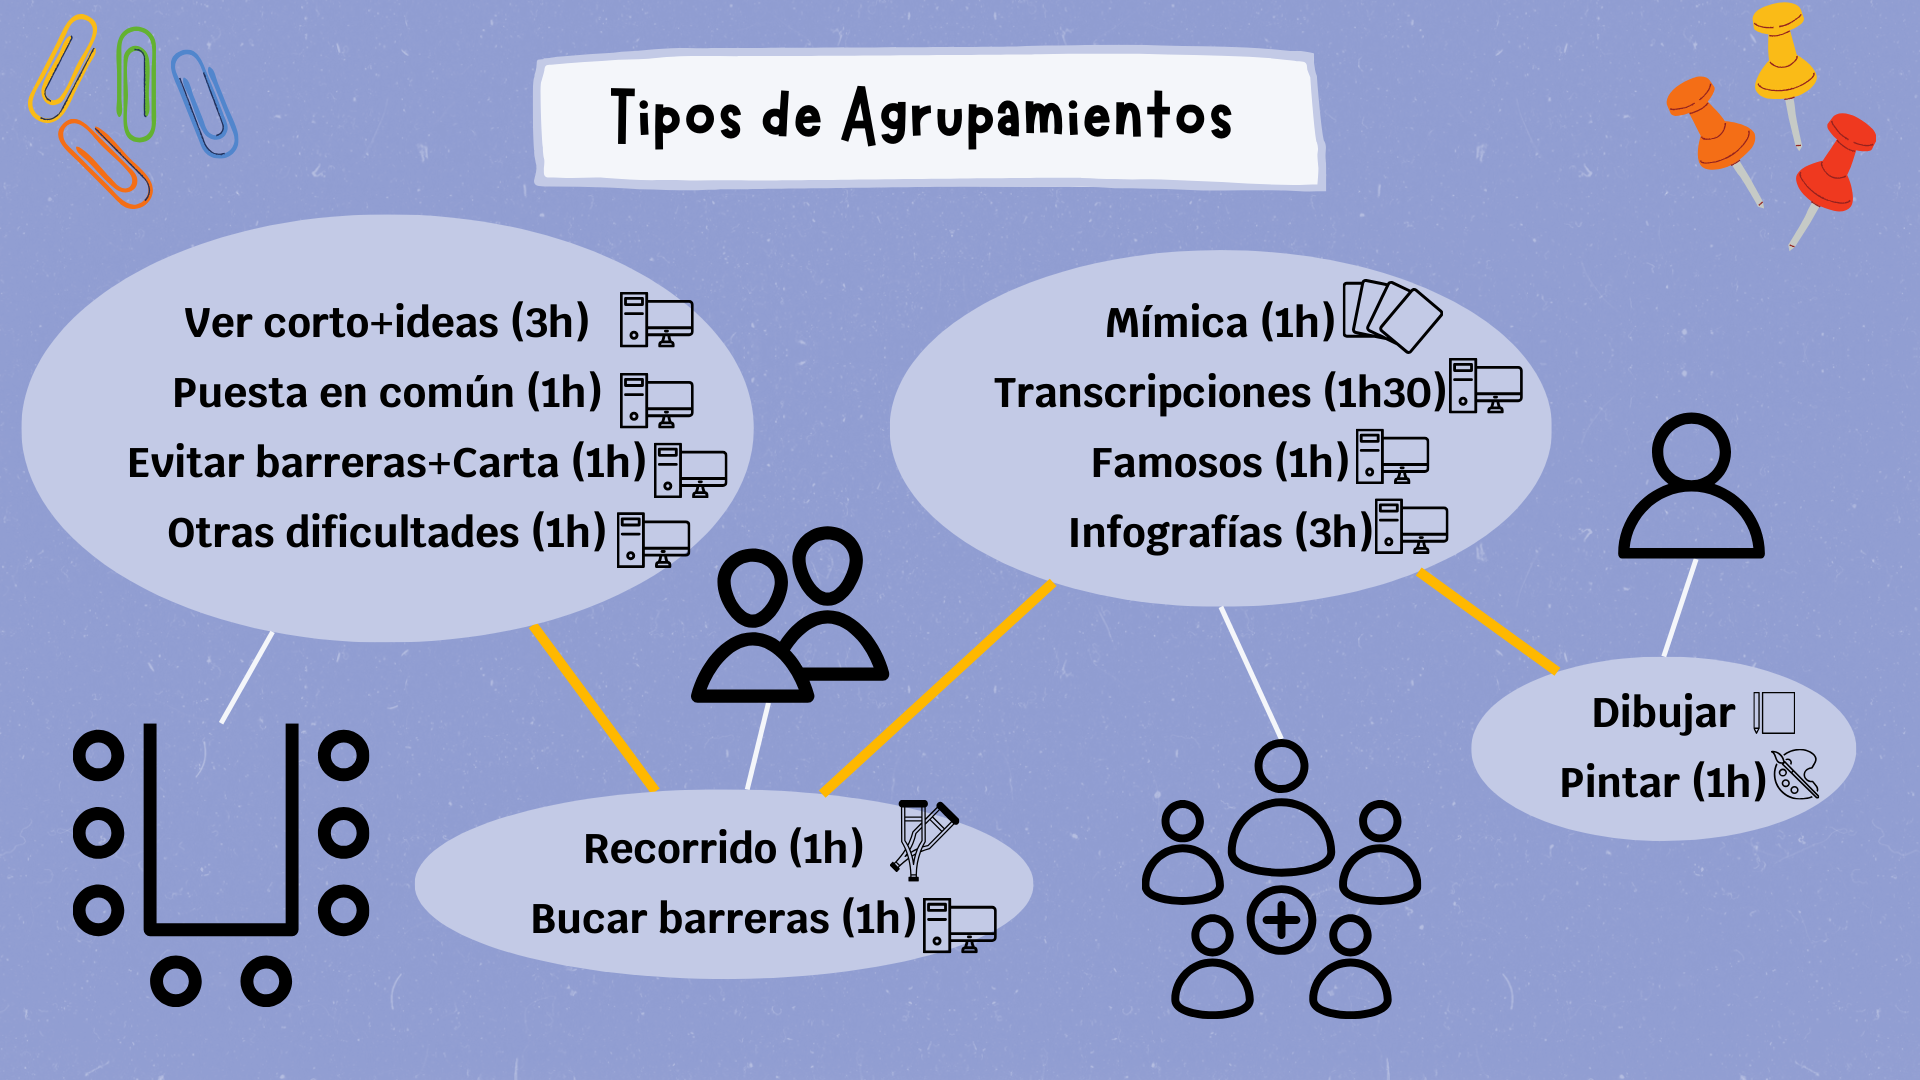 Tipos de Agrupamientos
Ver corto+ideas (3h)
Puesta en común (1h)
Evitar barreras+Carta (1h)
Otras dificultades (1h)
Mímica (1h)
Transcripciones (1h30)
Famosos (1h)
Infografías (3h)
Recorrido (1h)
Bucar barreras (1h)
Dibujar
Pintar (1h)